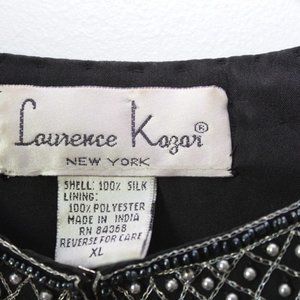 Laurence Kazar®
NEW YORK
SHELL: 100% SILK
LINING:
100% POLYESTER
MADE IN INDIA
RN 84368
REVERSE FOR CARE
XL